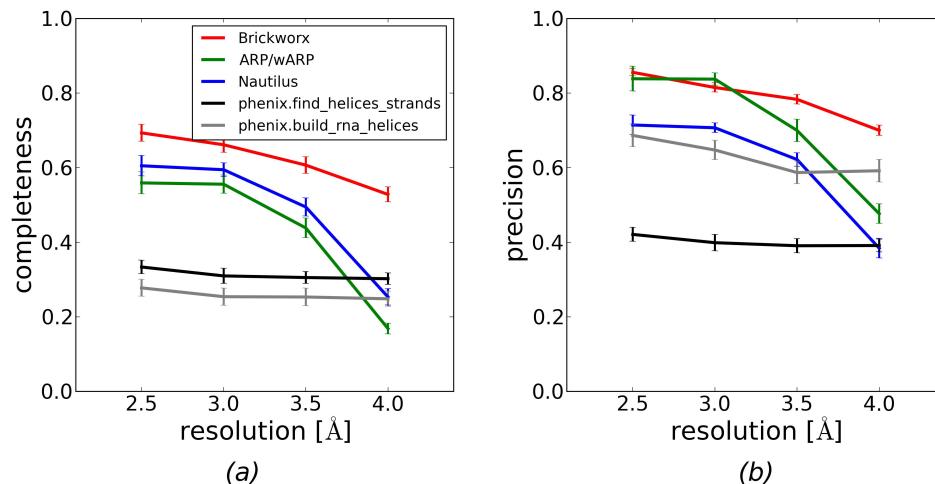 1.0
0.8
0.6
0.4
0.2
0.0
completeness
Brickworx
ARP/wARP
Nautilus
phenix.find_helices_strands
phenix.build_rna_helices
2.5 3.0 3.5 4.0
resolution [Å]
(a)
1.0
0.8
0.6
0.4
0.2
0.0
precision
2.5 3.0 3.5 4.0
resolution [Å]
(b)